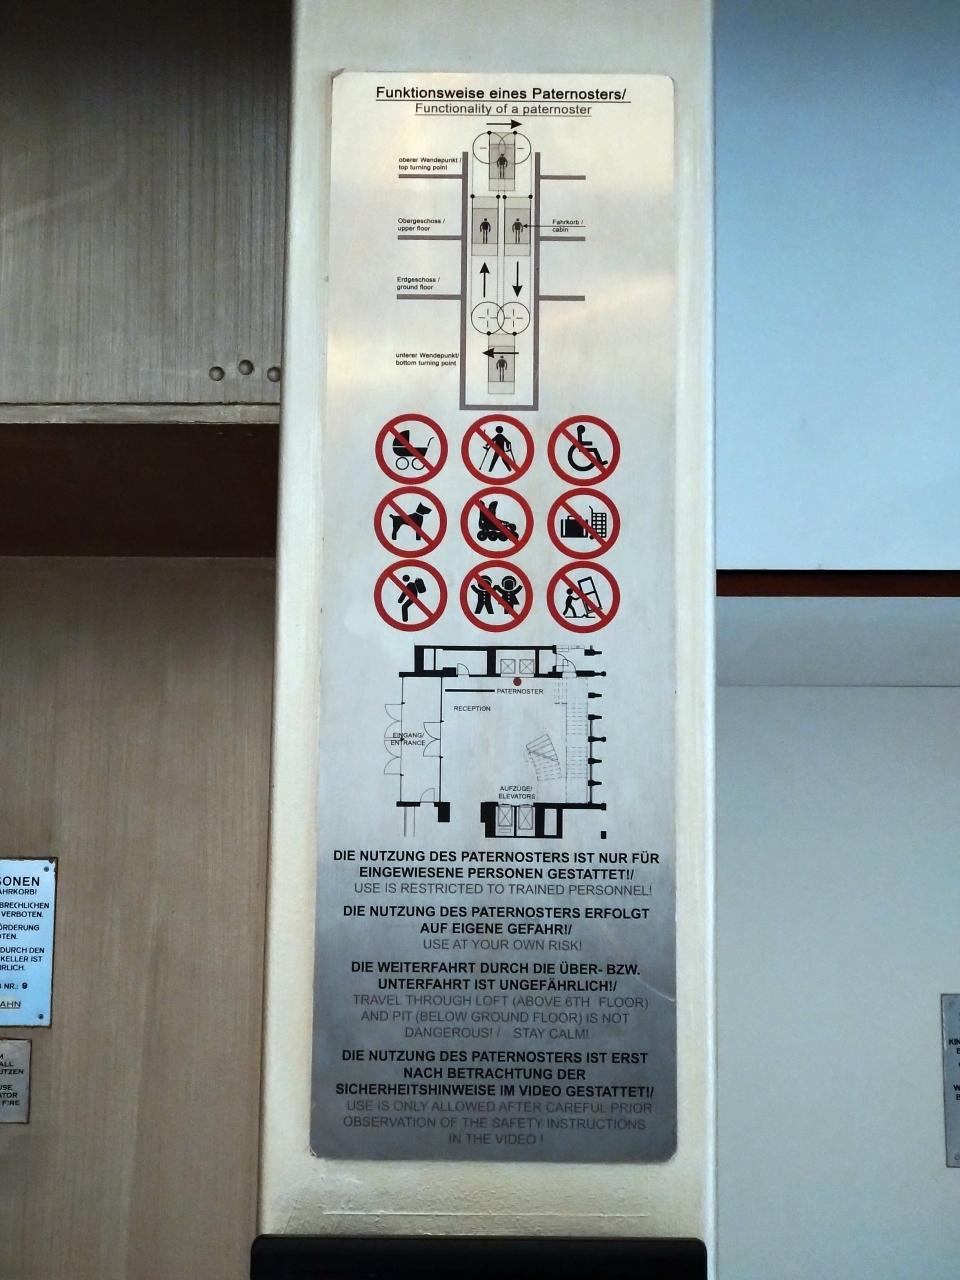 Funktionsweise eines Paternosters/
Functionality of a paternoster
oberer Wendepunkt /
top turning point
Obergeschoss /
upper floor
Fahrkorb /
cabin
Erdgeschoss /
ground floor
unterer Wendepunkt/
bottom turning point
PATERNOSTER
RECEPTION
EINGANG/
ENTRANCE
AUFZÜGE/
ELEVATORS
DIE NUTZUNG DES PATERNOSTERS IST NUR FÜR
EINGEWIESENE PERSONEN GESTATTET!/
USE IS RESTRICTED TO TRAINED PERSONNEL!
DIE NUTZUNG DES PATERNOSTERS ERFOLGT
AUF EIGENE GEFAHR!/
USE AT YOUR OWN RISK!
DIE WEITERFAHRT DURCH DIE ÜBER- BZW.
UNTERFAHRT IST UNGEFÄHRLICH!/
TRAVEL THROUGH LOFT (ABOVE 6TH FLOOR)
AND PIT (BELOW GROUND FLOOR) IS NOT
DANGEROUS! / STAY CALM!
DIE NUTZUNG DES PATERNOSTERS IST ERST
NACH BETRACHTUNG DER
SICHERHEITSHINWEISE IM VIDEO GESTATTET!/
USE IS ONLY ALLOWED AFTER CAREFUL PRIOR
OBSERVATION OF THE SAFETY INSTRUCTIONS
IN THE VIDEO !
SONEN
AHRKORB!
BRECHLICHEN
VERBOTEN.
ÖRDERUNG
OTEN.
DURCH DEN
KELLER IST
RLICH.
NR.: 9
AHN
M
ALL
UTZEN
USE
ATOR
FIRE